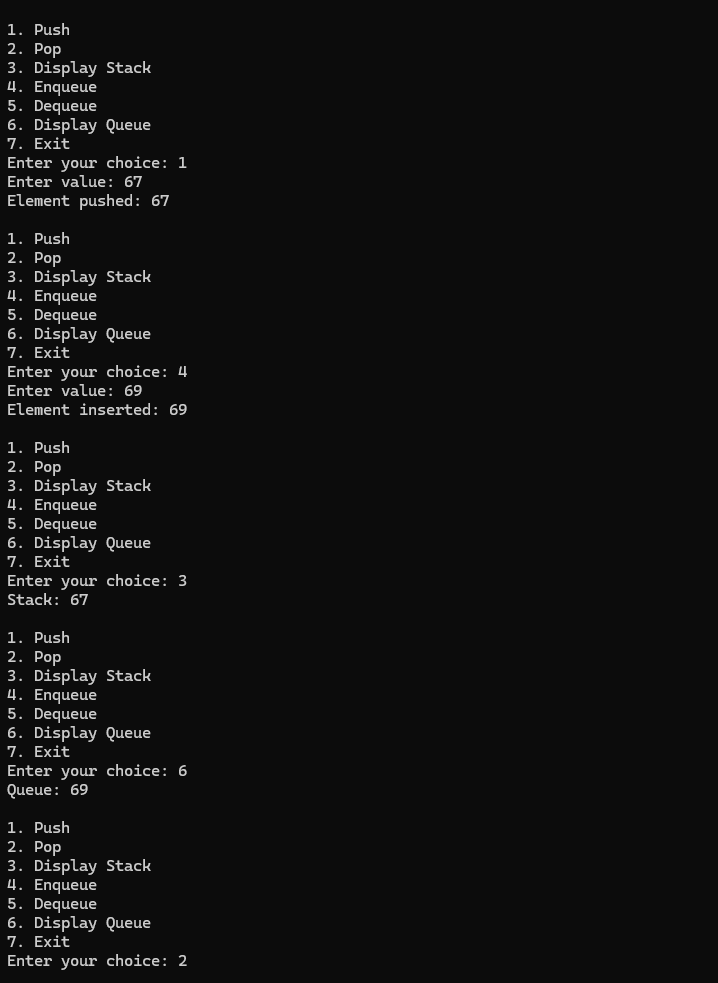 1. Push
2. Pop
3. Display Stack
4. Enqueue
5. Dequeue
6. Display Queue
7. Exit
Enter your choice: 1
Enter value: 67
Element pushed: 67

1. Push
2. Pop
3. Display Stack
4. Enqueue
5. Dequeue
6. Display Queue
7. Exit
Enter your choice: 4
Enter value: 69
Element inserted: 69

1. Push
2. Pop
3. Display Stack
4. Enqueue
5. Dequeue
6. Display Queue
7. Exit
Enter your choice: 3
Stack: 67

1. Push
2. Pop
3. Display Stack
4. Enqueue
5. Dequeue
6. Display Queue
7. Exit
Enter your choice: 6
Queue: 69

1. Push
2. Pop
3. Display Stack
4. Enqueue
5. Dequeue
6. Display Queue
7. Exit
Enter your choice: 2